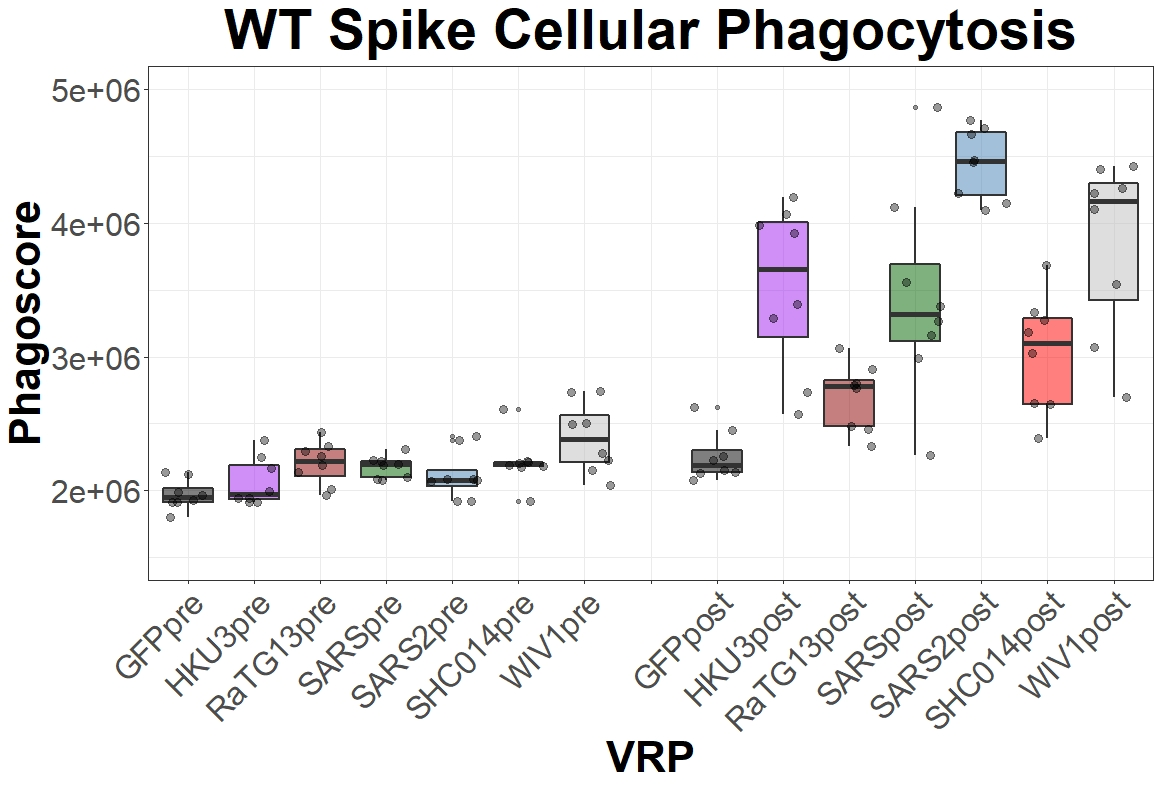 WT Spike Cellular Phagocytosis
Phagoscore
5e+06
4e+06
3e+06
2e+06
GFPpre
HKU3pre
RaTG13pre
SARSpre
SARS2pre
SHC014pre
WIV1pre
GFPpost
HKU3post
RaTG13post
SARSpost
SARS2post
SHC014post
WIV1post
VRP